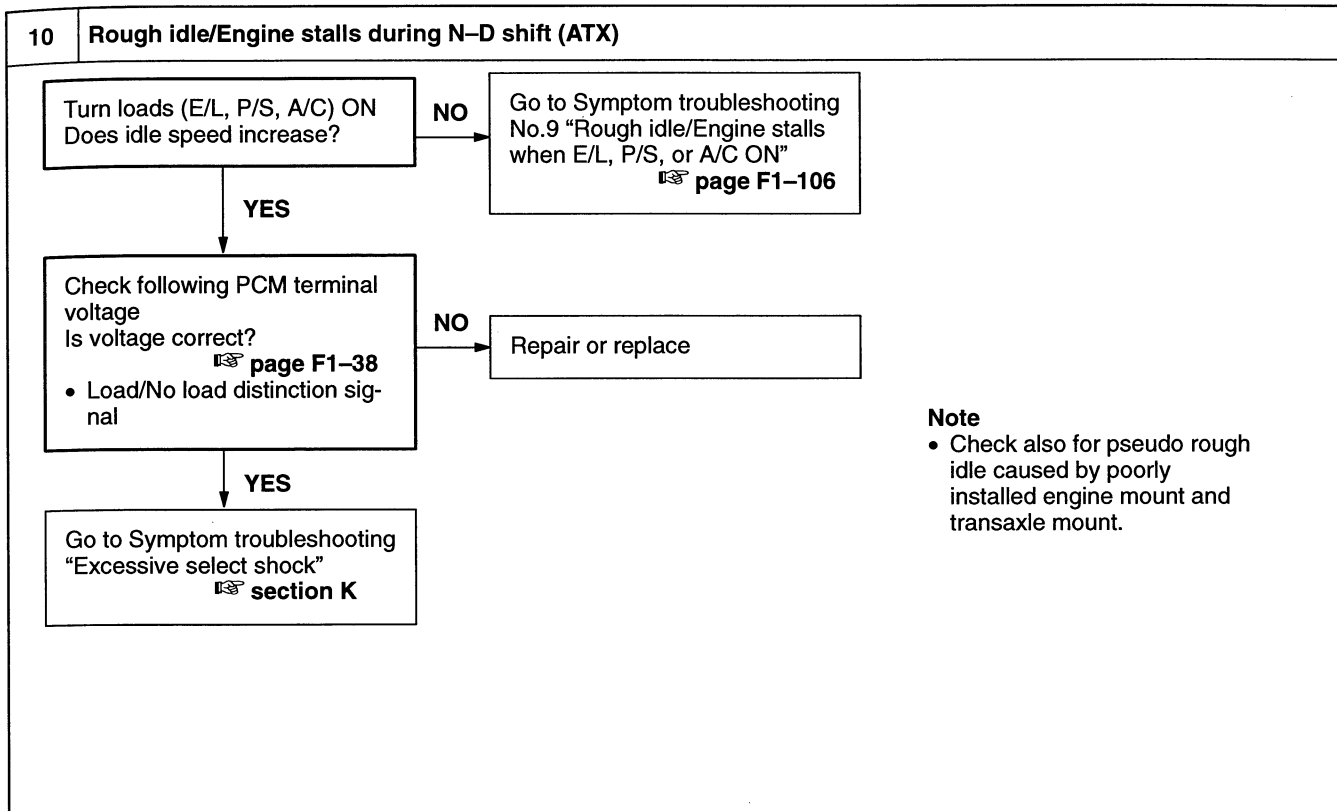 10 Rough idle/Engine stalls during N–D shift (ATX)
Turn loads (E/L, P/S, A/C) ON
Does idle speed increase?
NO
Go to Symptom troubleshooting
No.9 “Rough idle/Engine stalls
when E/L, P/S, or A/C ON”
☞ page F1–106
YES
Check following PCM terminal
voltage
Is voltage correct?
☞ page F1–38
• Load/No load distinction sig-
nal
NO
Repair or replace
YES
Go to Symptom troubleshooting
“Excessive select shock”
☞ section K
Note
• Check also for pseudo rough
idle caused by poorly
installed engine mount and
transaxle mount.